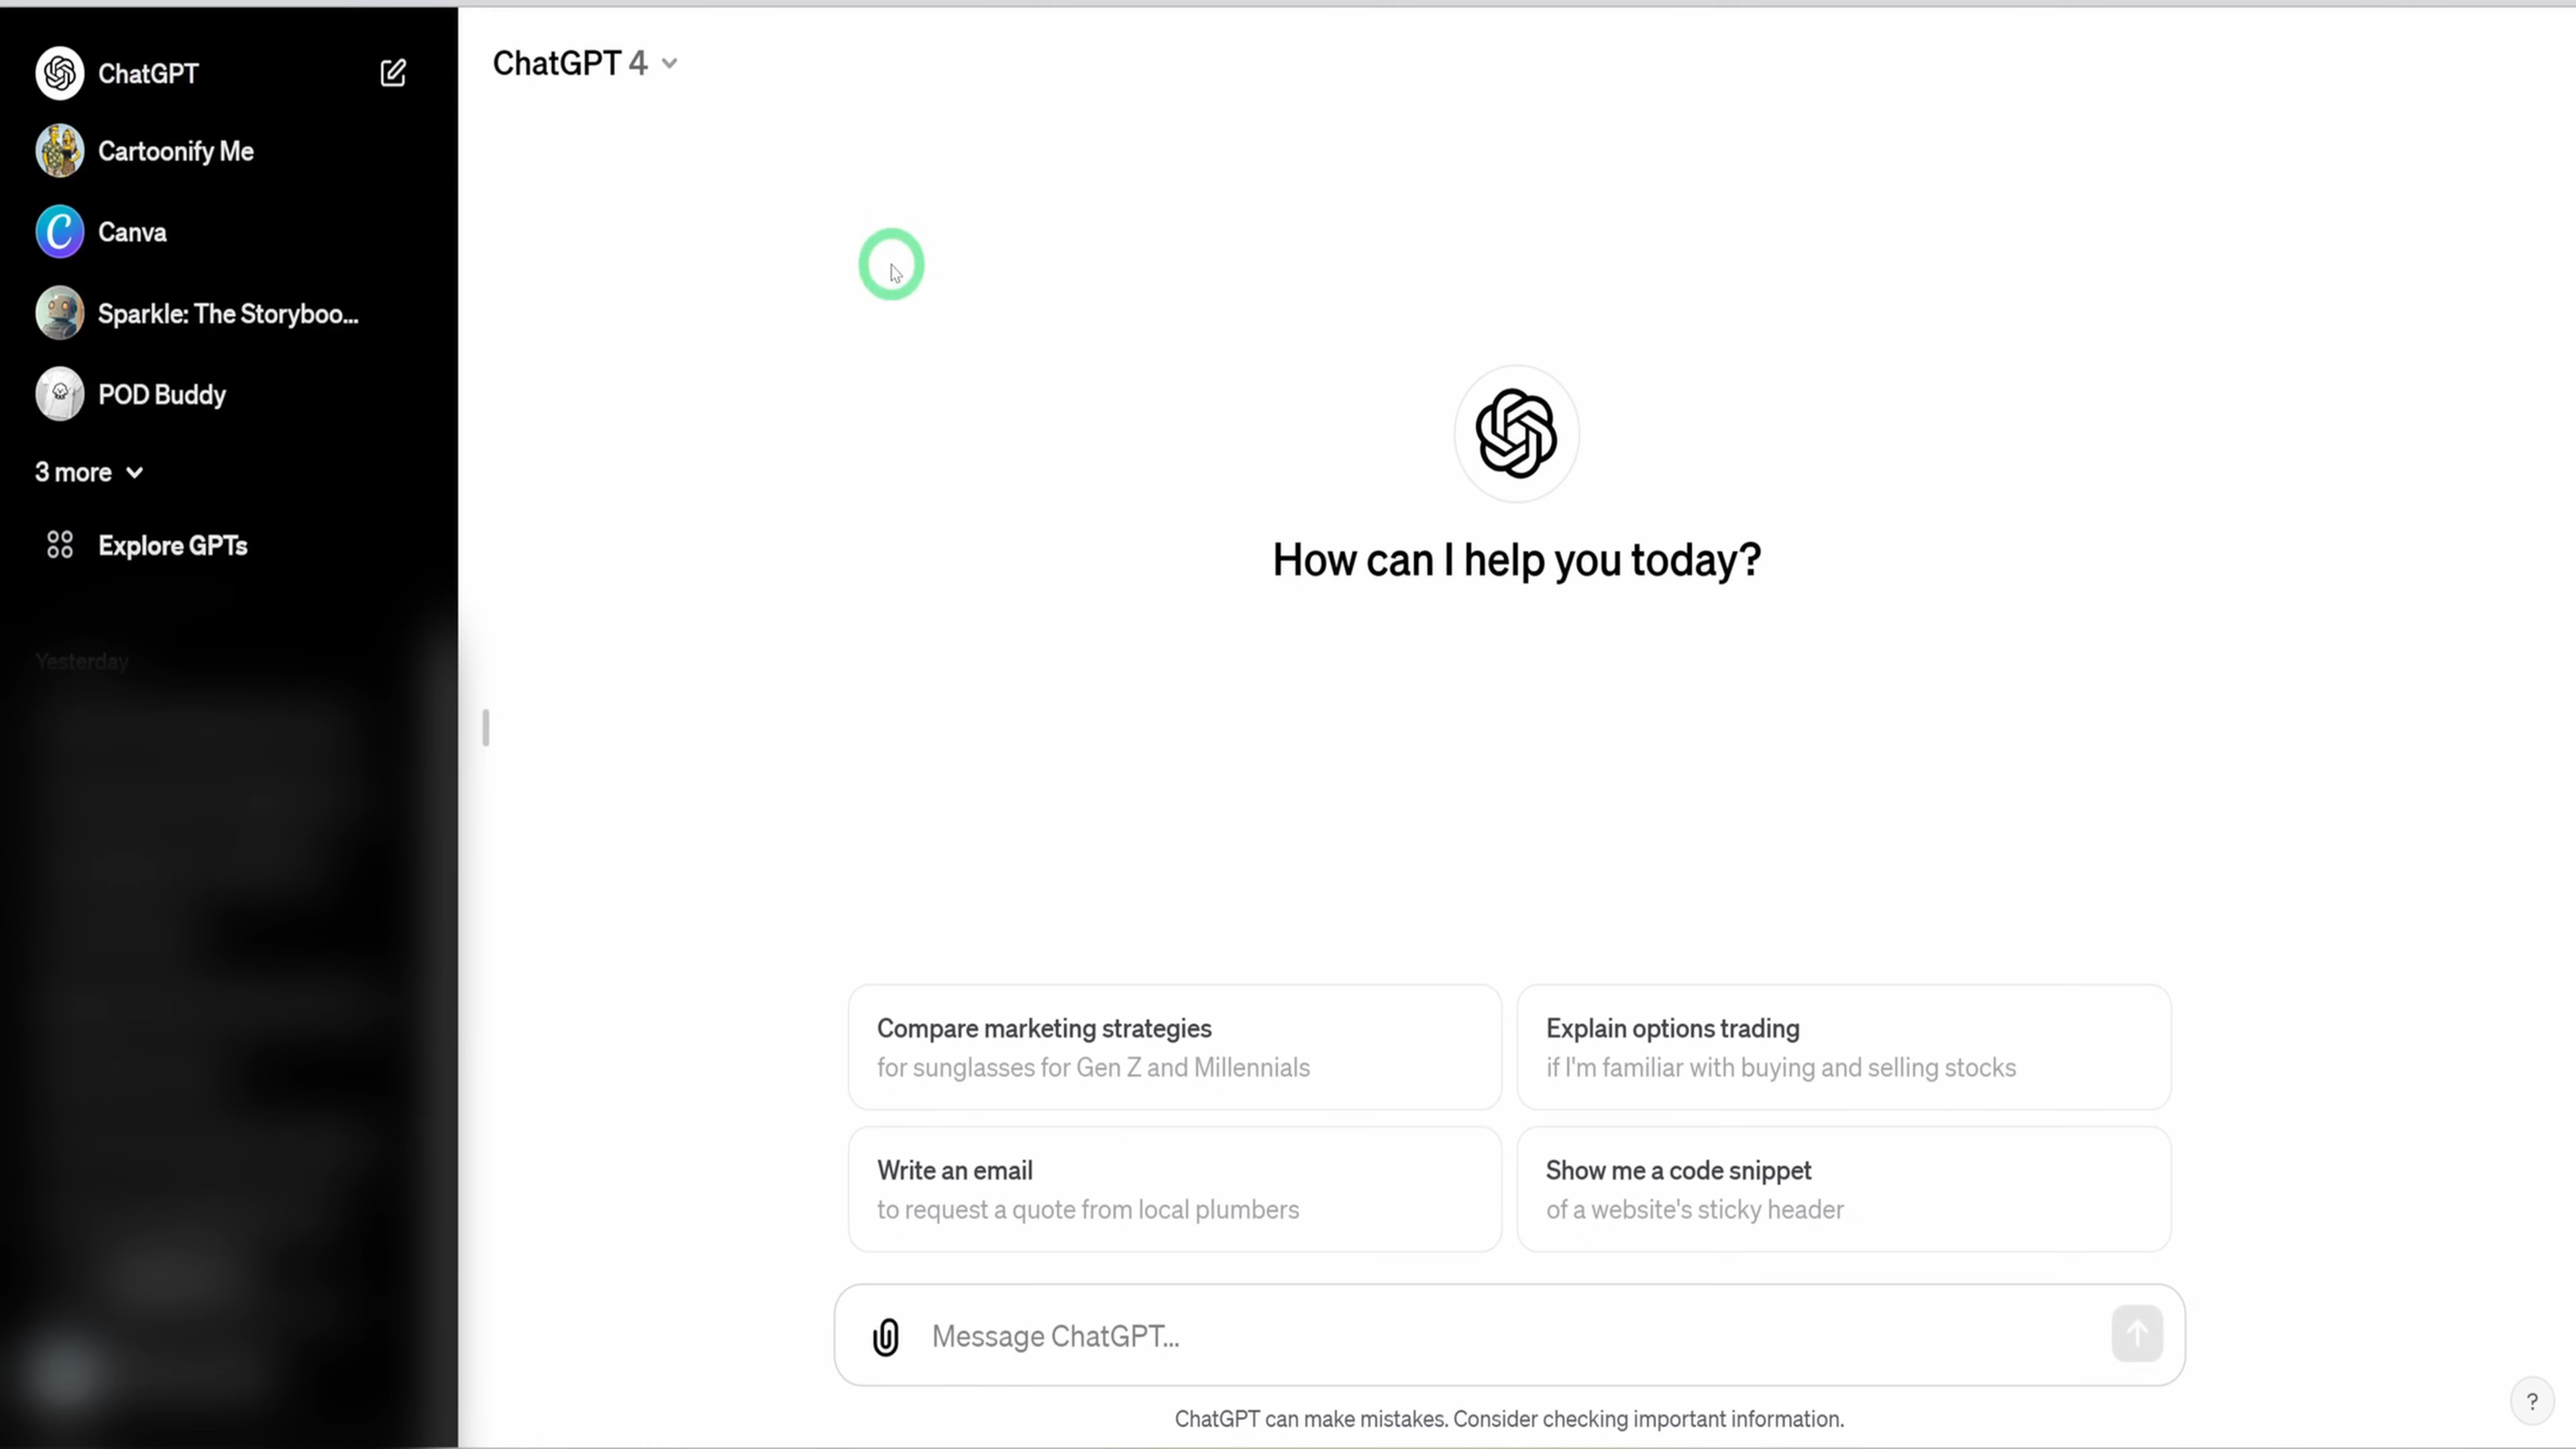 ChatGPT
Cartoonify Me
Canva
Sparkle: The Storyboo...
POD Buddy
3 more
Explore GPTs
Yesterday
ChatGPT 4
How can I help you today?
Compare marketing strategies
for sunglasses for Gen Z and Millennials
Explain options trading
if I'm familiar with buying and selling stocks
Write an email
to request a quote from local plumbers
Show me a code snippet
of a website's sticky header
Message ChatGPT...
ChatGPT can make mistakes. Consider checking important information.
?